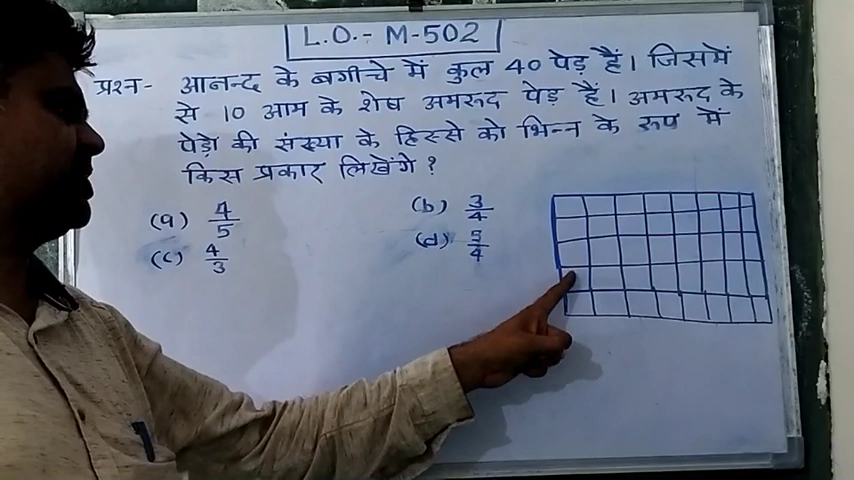 L.O.- M-502
प्रश्न- आनन्द के बगीचे में कुल 40 पेड़ हैं। जिसमें
से 10 आम के शेष अमरूद पेड़ हैं। अमरूद के
पेड़ो की संख्या के हिस्से को भिन्न के रूप में
किस प्रकार लिखेंगे ?
(a) 4/5 (b) 3/4
(c) 4/3 (d) 5/4